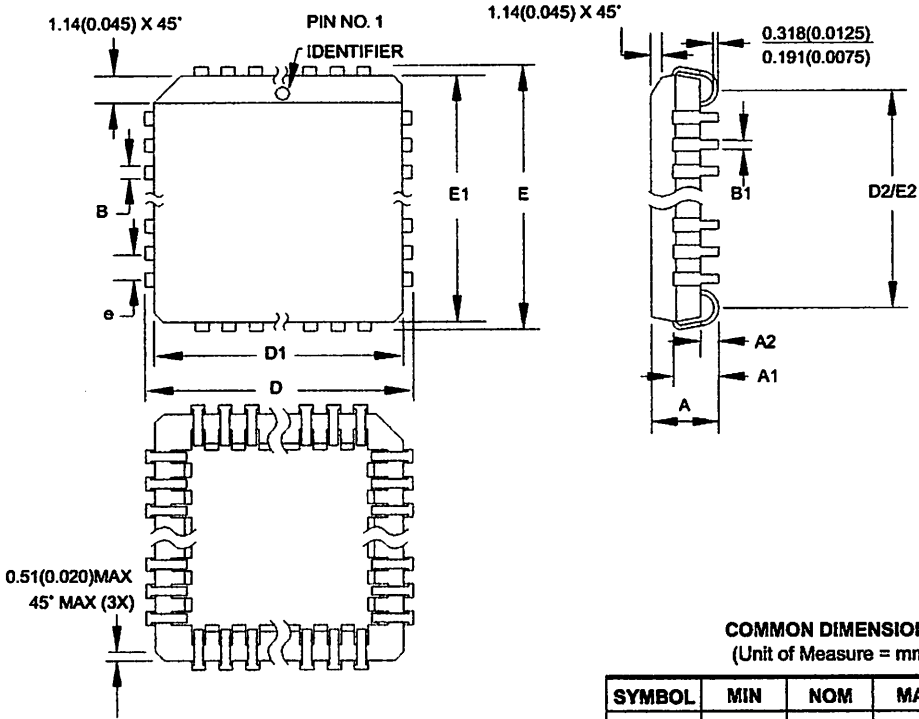 1.14(0.045) X 45°
PIN NO. 1
IDENTIFIER
1.14(0.045) X 45°
0.318(0.0125)
0.191(0.0075)
B
e
E1
E
B1
D2/E2
D1
D
A2
A1
A
0.51(0.020)MAX
45° MAX (3X)
COMMON DIMENSION
(Unit of Measure = mm
SYMBOL MIN NOM MA